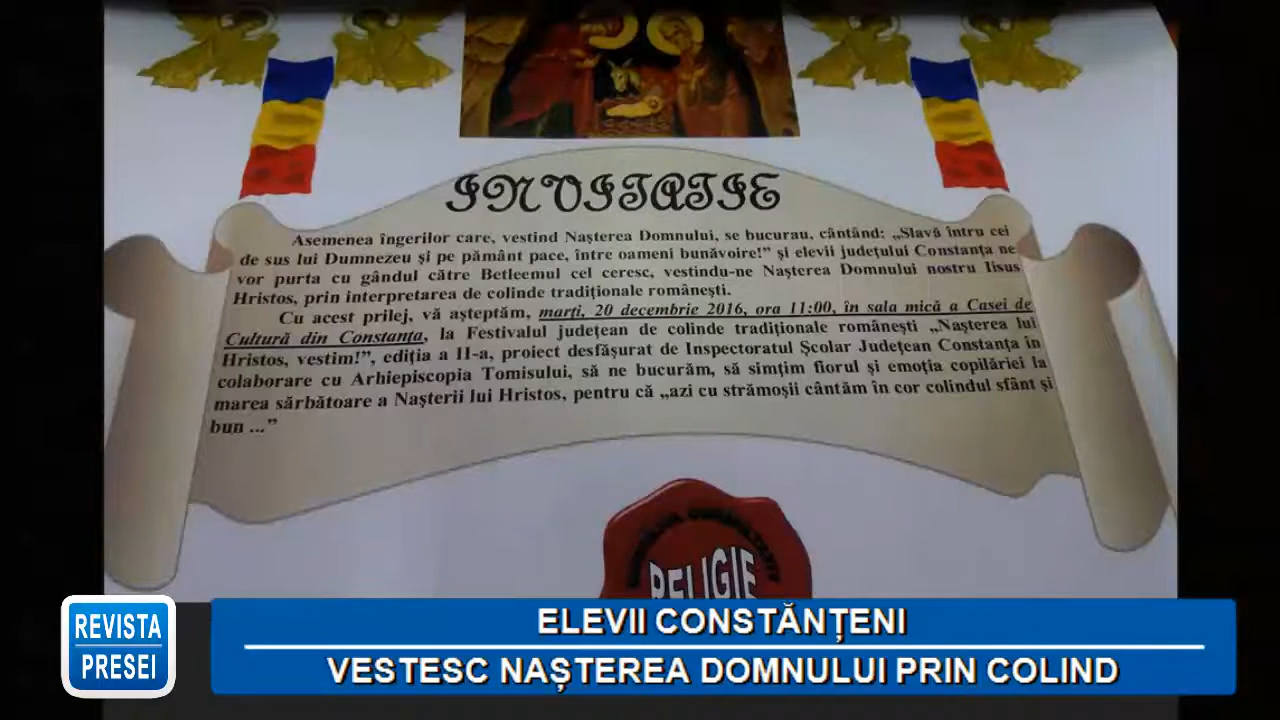 INVITAȚIE
Asemenea îngerilor care, vestind Nașterea Domnului, se bucurau, cântând: „Slavă întru cei
de sus lui Dumnezeu și pe pământ pace, între oameni bunăvoire!” și elevii județului Constanța ne
vor purta cu gândul către Betleemul cel ceresc, vestindu-ne Nașterea Domnului nostru Iisus
Hristos, prin interpretarea de colinde tradiționale românești.
Cu acest prilej, vă așteptăm, marți, 20 decembrie 2016, ora 11:00, în sala mică a Casei de
Cultură din Constanța, la Festivalul județean de colinde tradiționale românești „Nașterea lui
Hristos, vestim!”, ediția a II-a, proiect desfășurat de Inspectoratul Școlar Județean Constanța în
colaborare cu Arhiepiscopia Tomisului, să ne bucurăm, să simțim fiorul și emoția copilăriei la
marea sărbătoare a Nașterii lui Hristos, pentru că „azi cu strămoșii cântăm în cor colindul sfânt și
bun ...”
RELIGIE
REVISTA
PRESEI
ELEVII CONSTĂNȚENI
VESTESC NAȘTEREA DOMNULUI PRIN COLIND